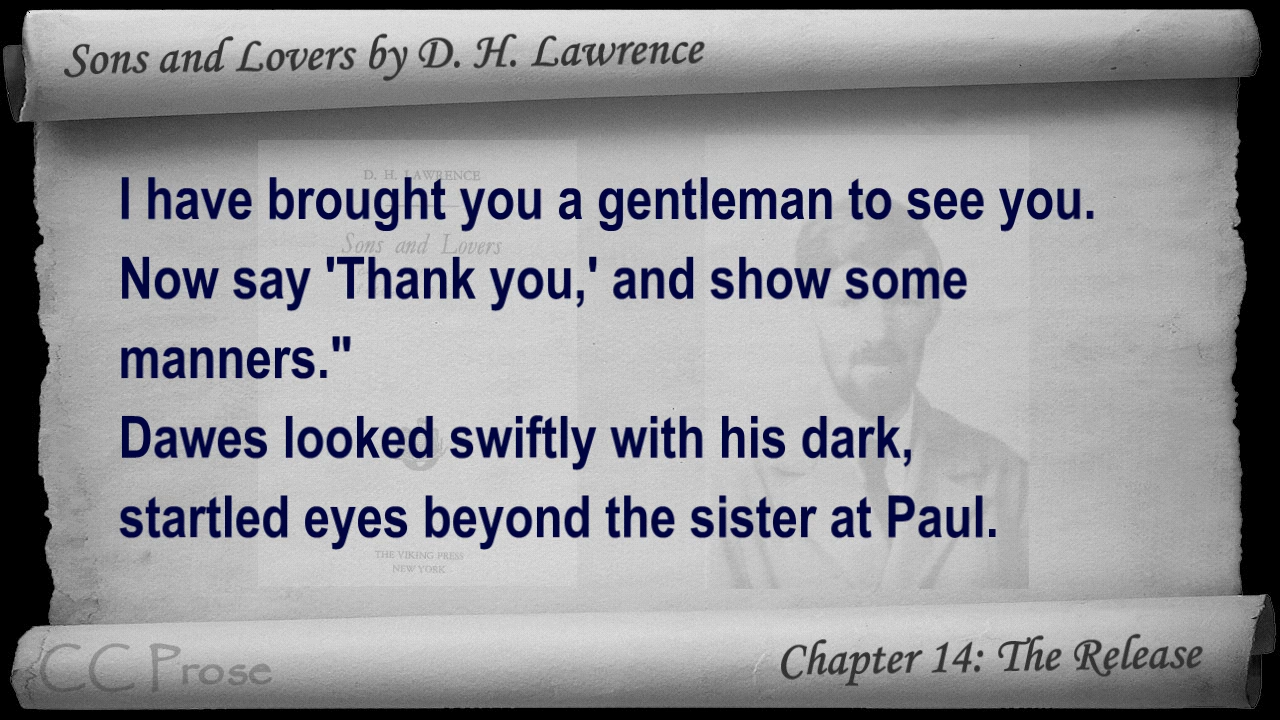 Sons and Lovers by D. H. Lawrence
D. H. LAWRENCE
I have brought you a gentleman to see you.
Sons and Lovers
Now say 'Thank you,' and show some
manners."
Dawes looked swiftly with his dark,
startled eyes beyond the sister at Paul.
THE VIKING PRESS
NEW YORK
CC Prose
Chapter 14: The Release